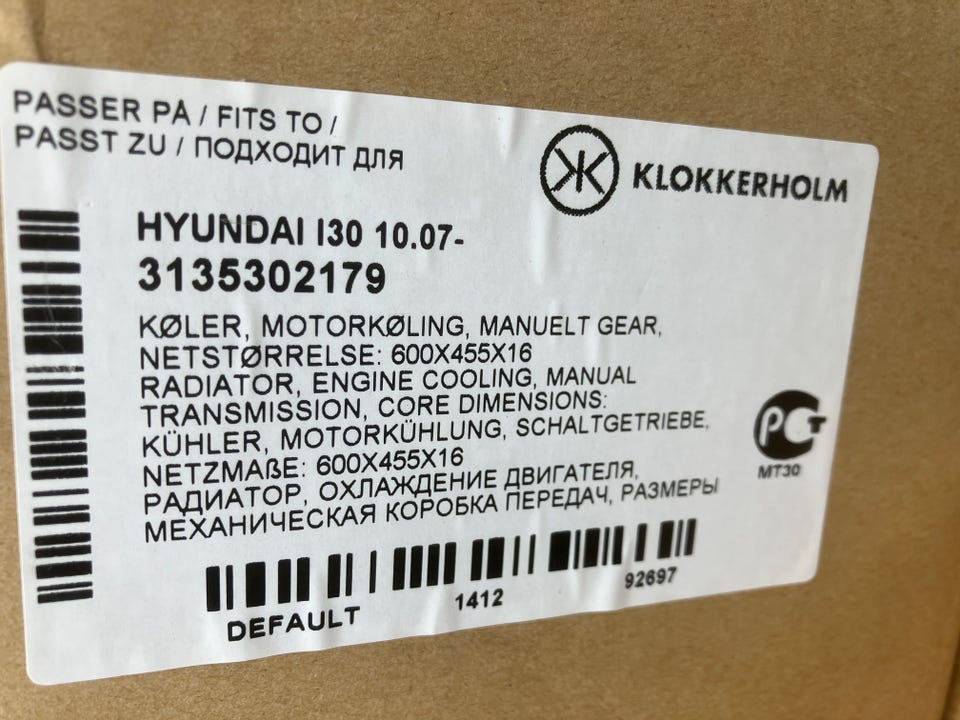 PASSER PÅ / FITS TO /
PASST ZU / ПОДХОДИТ ДЛЯ
KLOKKERHOLM
HYUNDAI I30 10.07-
3135302179
KØLER, MOTORKØLING, MANUELT GEAR,
NETSTØRRELSE: 600X455X16
RADIATOR, ENGINE COOLING, MANUAL
TRANSMISSION, CORE DIMENSIONS:
KÜHLER, MOTORKÜHLUNG, SCHALTGETRIEBE,
NETZMAßE: 600X455X16
РАДИАТОР, ОХЛАЖДЕНИЕ ДВИГАТЕЛЯ,
МЕХАНИЧЕСКАЯ КОРОБКА ПЕРЕДАЧ, РАЗМЕРЫ
РСТ
МТ30
DEFAULT
1412
92697